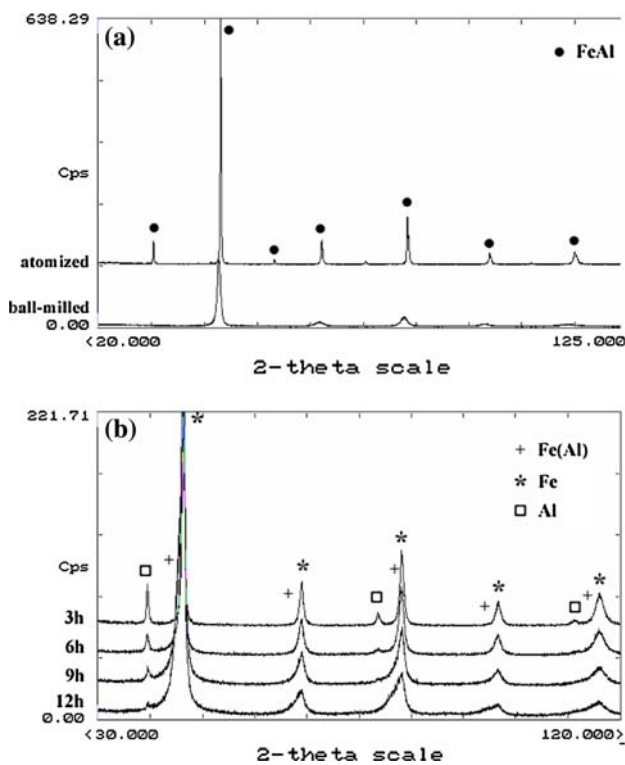 638.29
(a)
● FeAl
Cps
atomized
ball-milled
0.00
<20.000
125.000
2-theta scale
221.71
(b)
+ Fe(Al)
* Fe
□ Al
Cps
3h
6h
9h
12h
0.00
<30.000
120.000>
2-theta scale